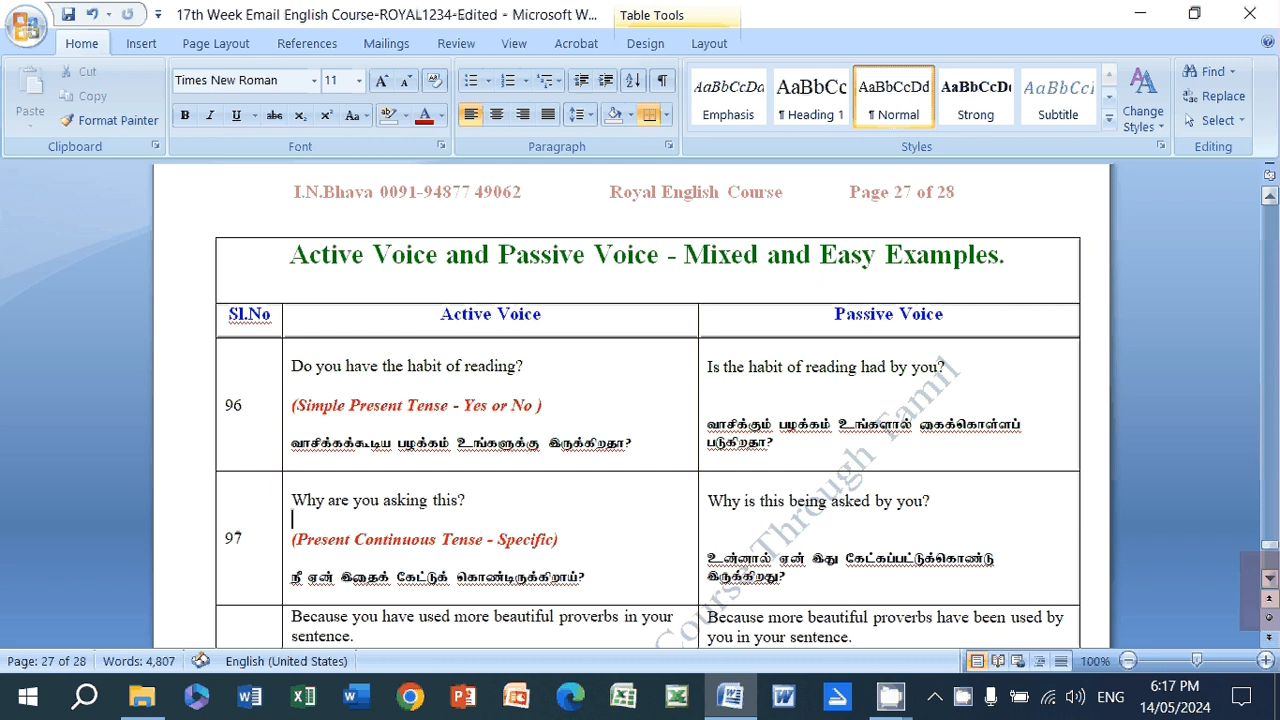 17th Week Email English Course-ROYAL1234-Edited - Microsoft W...
Table Tools
Home Insert Page Layout References Mailings Review View Acrobat Design Layout
Paste
Cut
Copy
Format Painter
Clipboard
Times New Roman 11
Font
Paragraph
AaBbCcDd AaBbCc AaBbCcDd AaBbCcDd AaBbCcI
Emphasis ¶ Heading 1 ¶ Normal Strong Subtitle
Change
Styles
Styles
Find
Replace
Select
Editing
I.N.Bhava 0091-94877 49062 Royal English Course Page 27 of 28
Active Voice and Passive Voice - Mixed and Easy Examples.
Sl.No Active Voice Passive Voice
96
Do you have the habit of reading?
(Simple Present Tense - Yes or No )
வாசிக்கக்கூடிய பழக்கம் உங்களுக்கு இருக்கிறதா?
Is the habit of reading had by you?
வாசிக்கும் பழக்கம் உங்களால் கைக்கொள்ளப்
படுகிறதா?
97
Why are you asking this?
(Present Continuous Tense - Specific)
நீ ஏன் இதைக் கேட்டுக் கொண்டிருக்கிறாய்?
Why is this being asked by you?
உன்னால் ஏன் இது கேட்கப்பட்டுக்கொண்டு
இருக்கிறது?
Because you have used more beautiful proverbs in your
sentence.
Because more beautiful proverbs have been used by
you in your sentence.
Course Through Tamil
Page: 27 of 28 Words: 4,807 English (United States) 100%
ENG
6:17 PM
14/05/2024